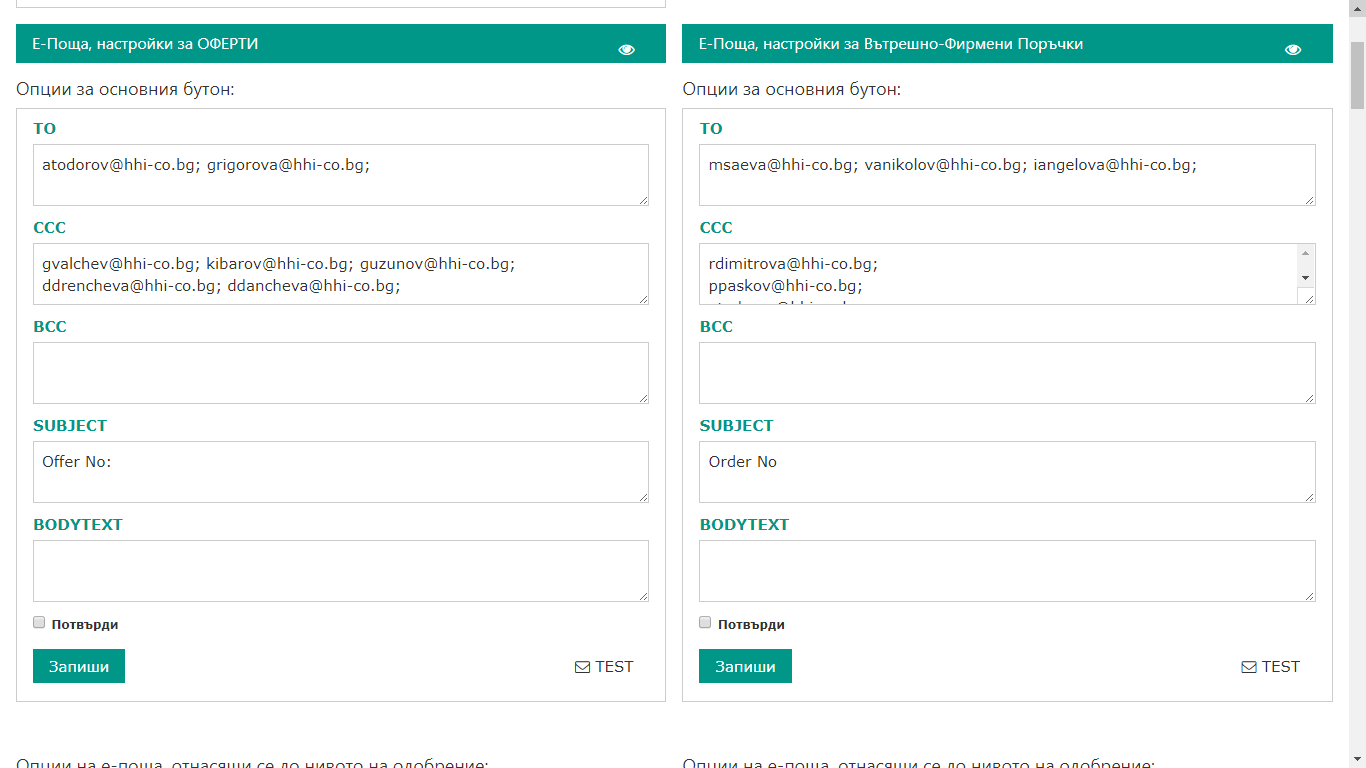 Е-Поща, настройки за ОФЕРТИ
Опции за основния бутон:
TO
atodorov@hhi-co.bg; grigorova@hhi-co.bg;
CCC
gvalchev@hhi-co.bg; kibarov@hhi-co.bg; guzunov@hhi-co.bg;
ddrencheva@hhi-co.bg; ddancheva@hhi-co.bg;
BCC
SUBJECT
Offer No:
BODYTEXT
Потвърди
Запиши
TEST
Опции на е-поща, отнасящи се до нивото на одобрение:
Е-Поща, настройки за Вътрешно-Фирмени Поръчки
Опции за основния бутон:
TO
msaeva@hhi-co.bg; vanikolov@hhi-co.bg; iangelova@hhi-co.bg;
CCC
rdimitrova@hhi-co.bg;
ppaskov@hhi-co.bg;
BCC
SUBJECT
Order No
BODYTEXT
Потвърди
Запиши
TEST
Опции на е-поща, отнасящи се до нивото на одобрение: